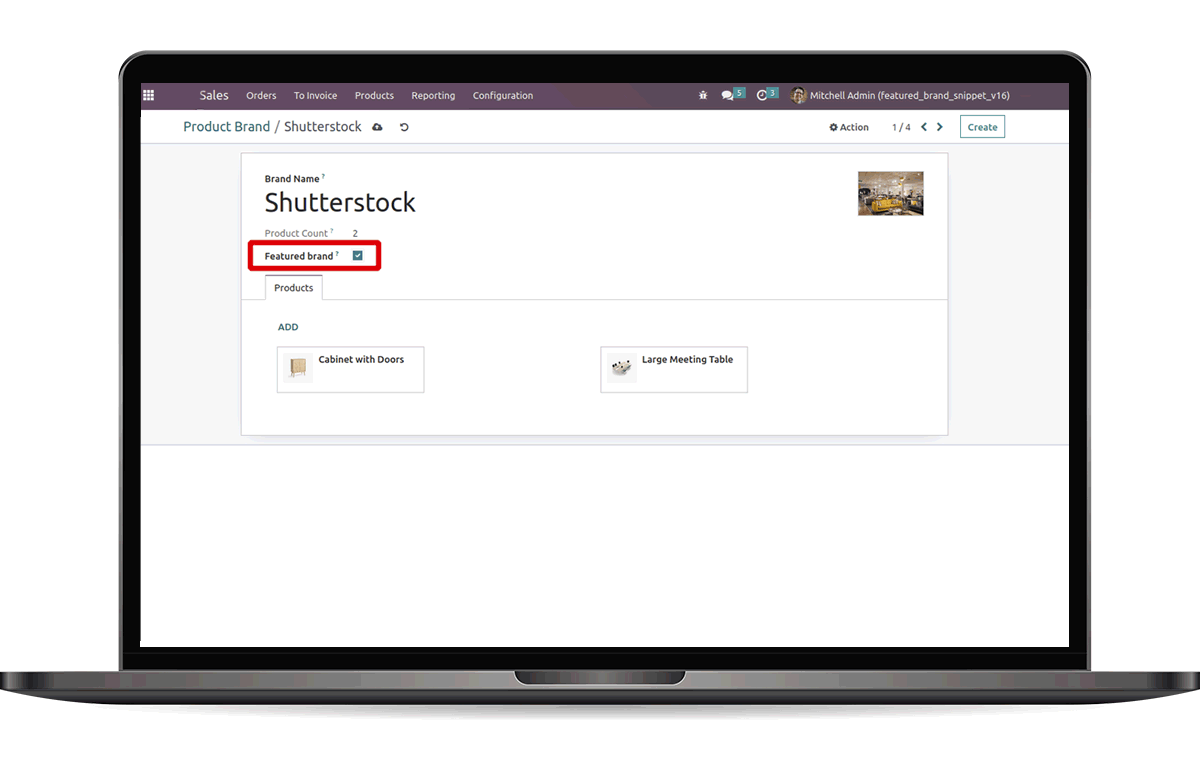 Sales Orders To Invoice Products Reporting Configuration 5 3 Mitchell Admin (featured_brand_snippet_v16)
Product Brand / Shutterstock Action 1 / 4 Create
Brand Name ?
Shutterstock
Product Count ? 2
Featured brand ?
Products
ADD
Cabinet with Doors Large Meeting Table